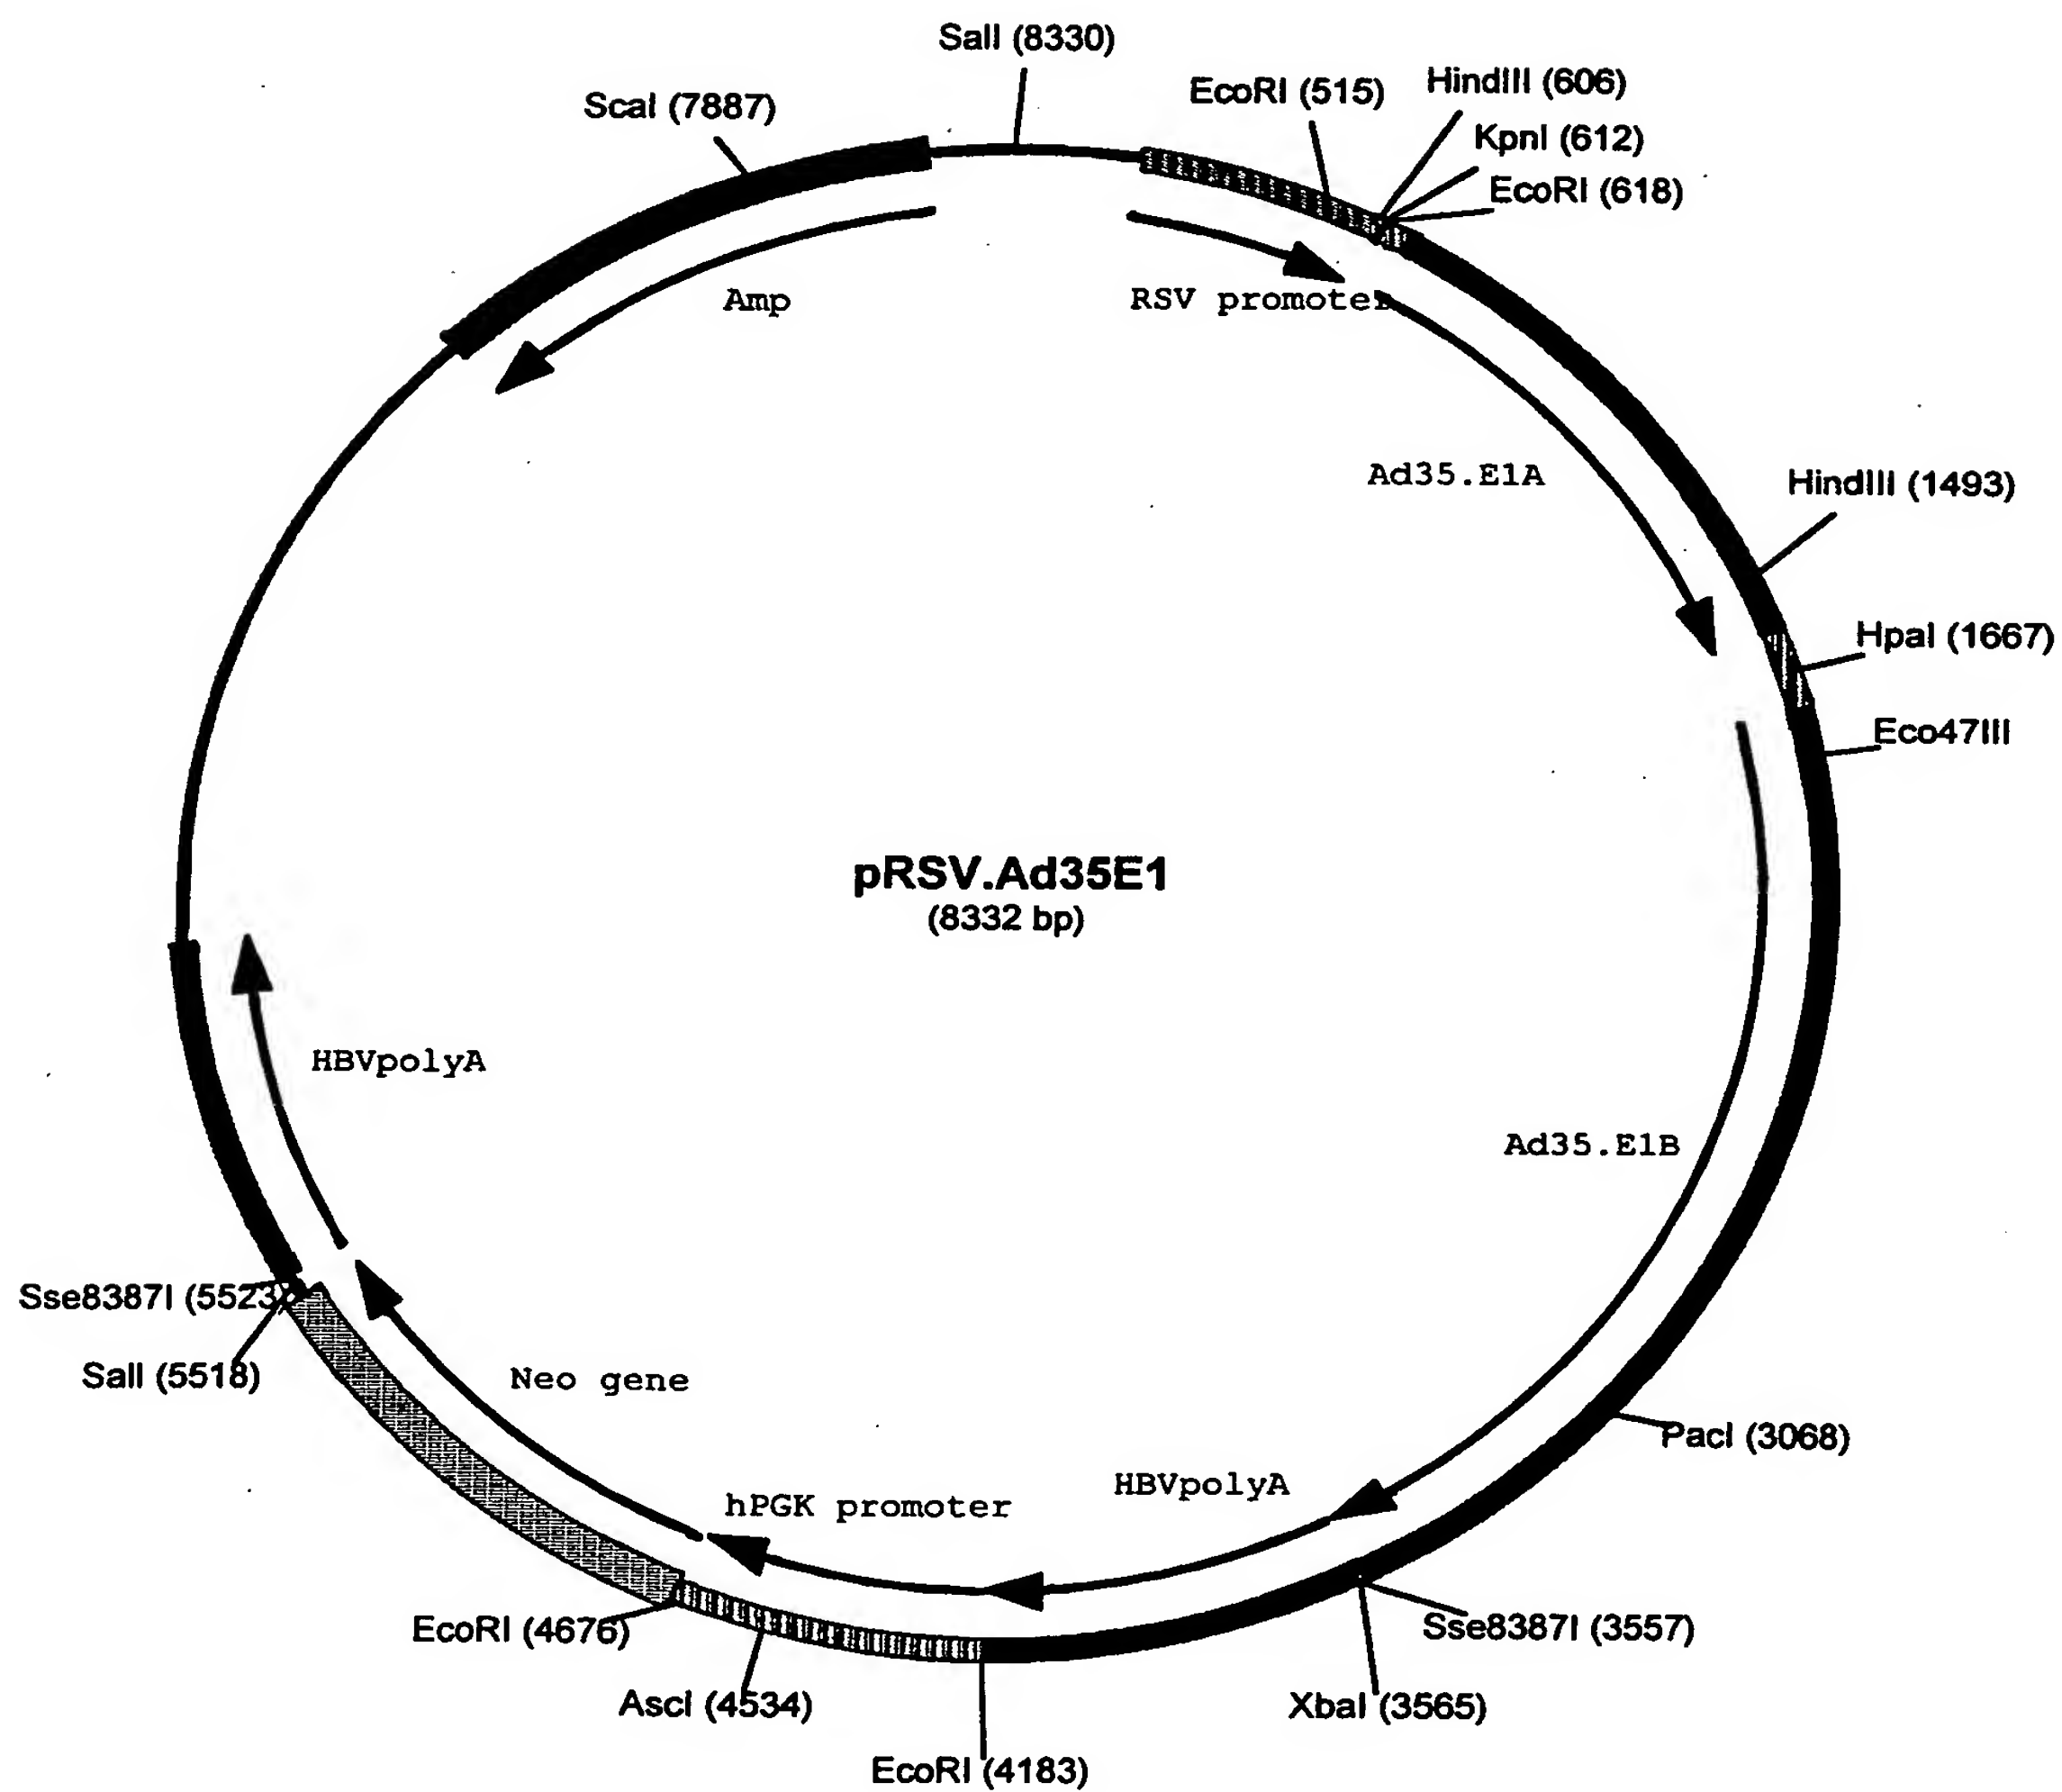 SalI (8330)
ScaI (7887)
EcoRI (515)
HindIII (606)
KpnI (612)
EcoRI (618)
Amp
RSV promoter
Ad35.E1A
HindIII (1493)
HpaI (1667)
Eco47III
pRSV.Ad35E1
(8332 bp)
HBVpolyA
Ad35.E1B
Sse8387I (5523)
SalI (5518)
Neo gene
PacI (3068)
HBVpolyA
hPGK promoter
EcoRI (4676)
Sse8387I (3557)
AscI (4534)
XbaI (3565)
EcoRI (4183)